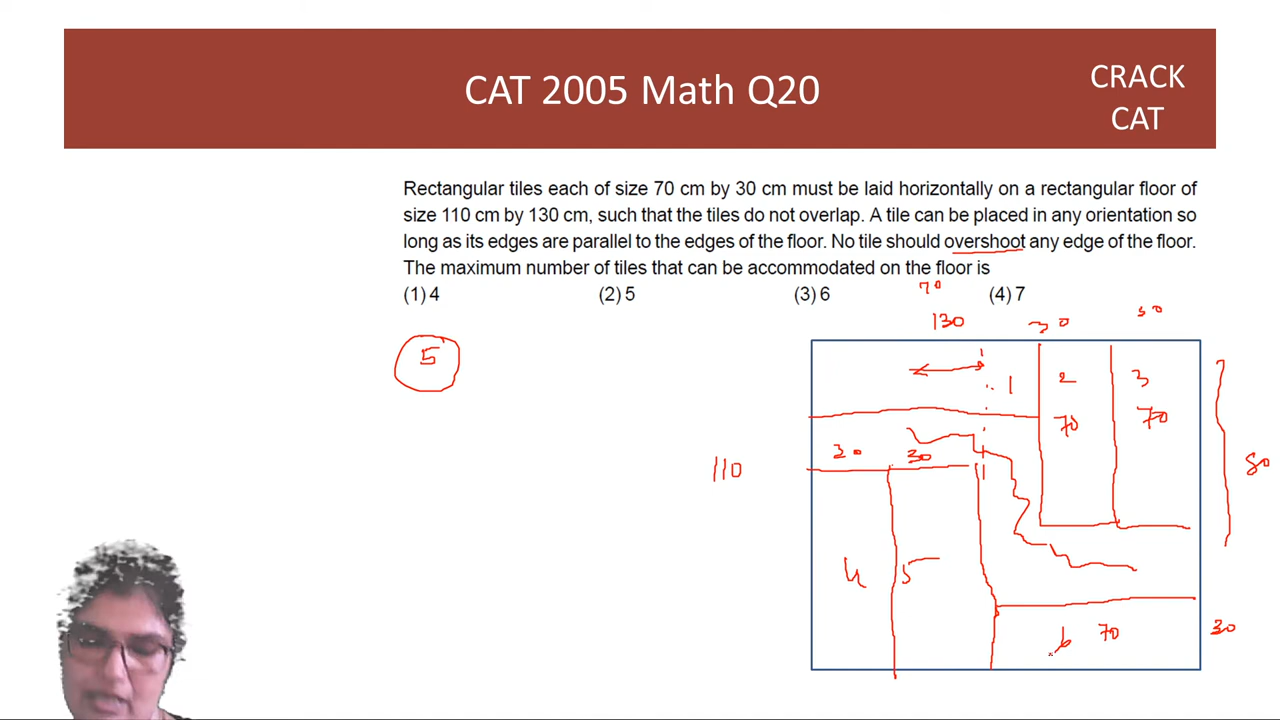 CAT 2005 Math Q20
CRACK
CAT
Rectangular tiles each of size 70 cm by 30 cm must be laid horizontally on a rectangular floor of
size 110 cm by 130 cm, such that the tiles do not overlap. A tile can be placed in any orientation so
long as its edges are parallel to the edges of the floor. No tile should overshoot any edge of the floor.
The maximum number of tiles that can be accommodated on the floor is
(1) 4 (2) 5 (3) 6 (4) 7
70
130 30 30
5
1 2 3
70 70
30 30
110
80
4 5
6 70 30